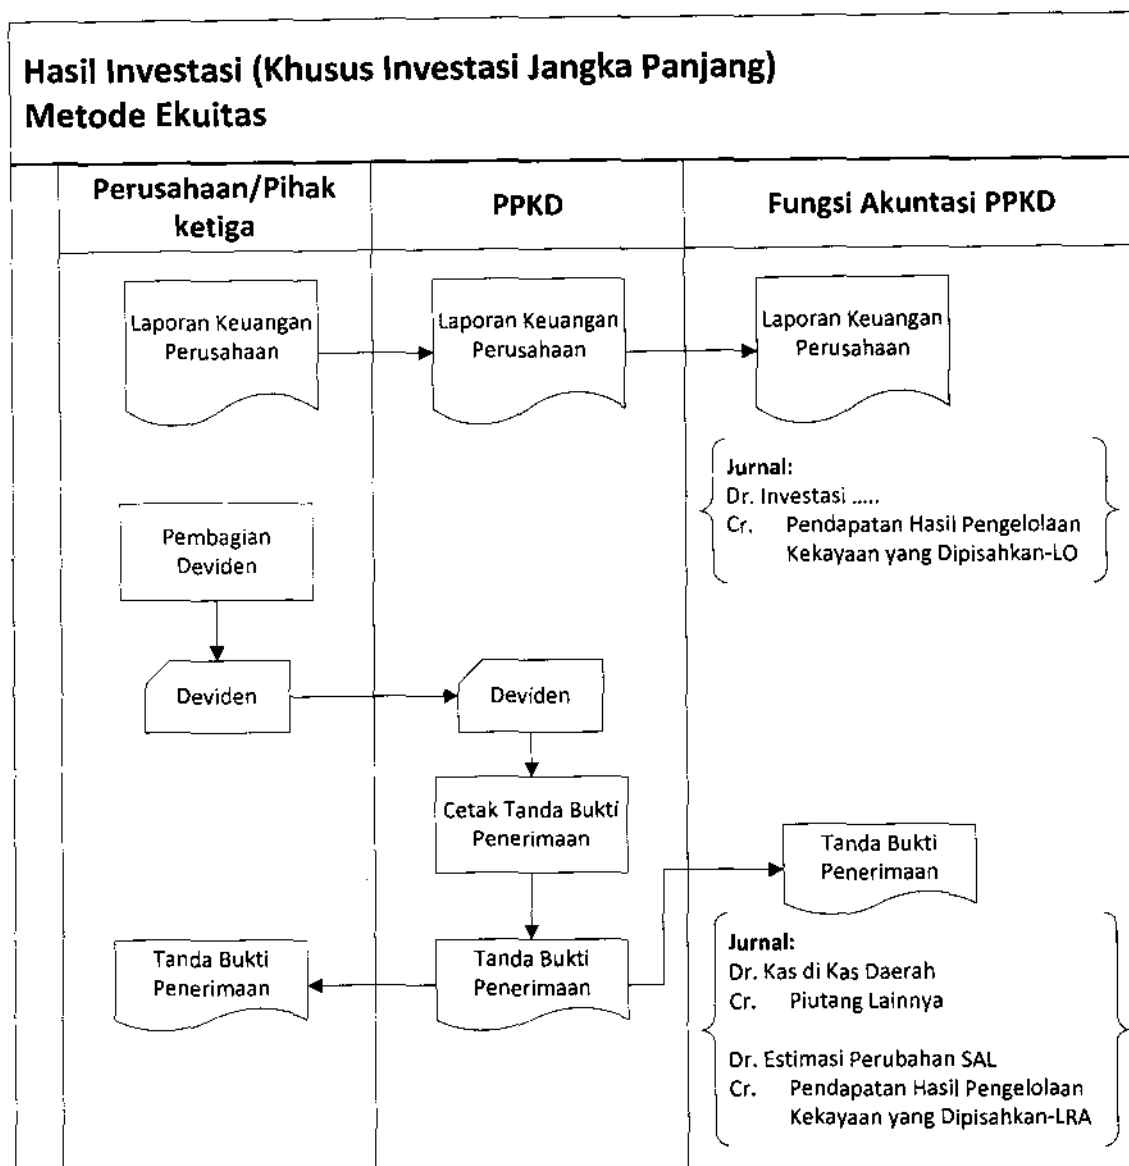 Hasil Investasi (Khusus Investasi Jangka Panjang)
Metode Ekuitas
Perusahaan/Pihak
ketiga
PPKD
Fungsi Akuntasi PPKD
Laporan Keuangan
Perusahaan
Laporan Keuangan
Perusahaan
Laporan Keuangan
Perusahaan
Jurnal:
Dr. Investasi .....
Cr. Pendapatan Hasil Pengelolaan
Kekayaan yang Dipisahkan-LO
Pembagian
Deviden
Deviden
Deviden
Cetak Tanda Bukti
Penerimaan
Tanda Bukti
Penerimaan
Tanda Bukti
Penerimaan
Tanda Bukti
Penerimaan
Jurnal:
Dr. Kas di Kas Daerah
Cr. Piutang Lainnya
Dr. Estimasi Perubahan SAL
Cr. Pendapatan Hasil Pengelolaan
Kekayaan yang Dipisahkan-LRA